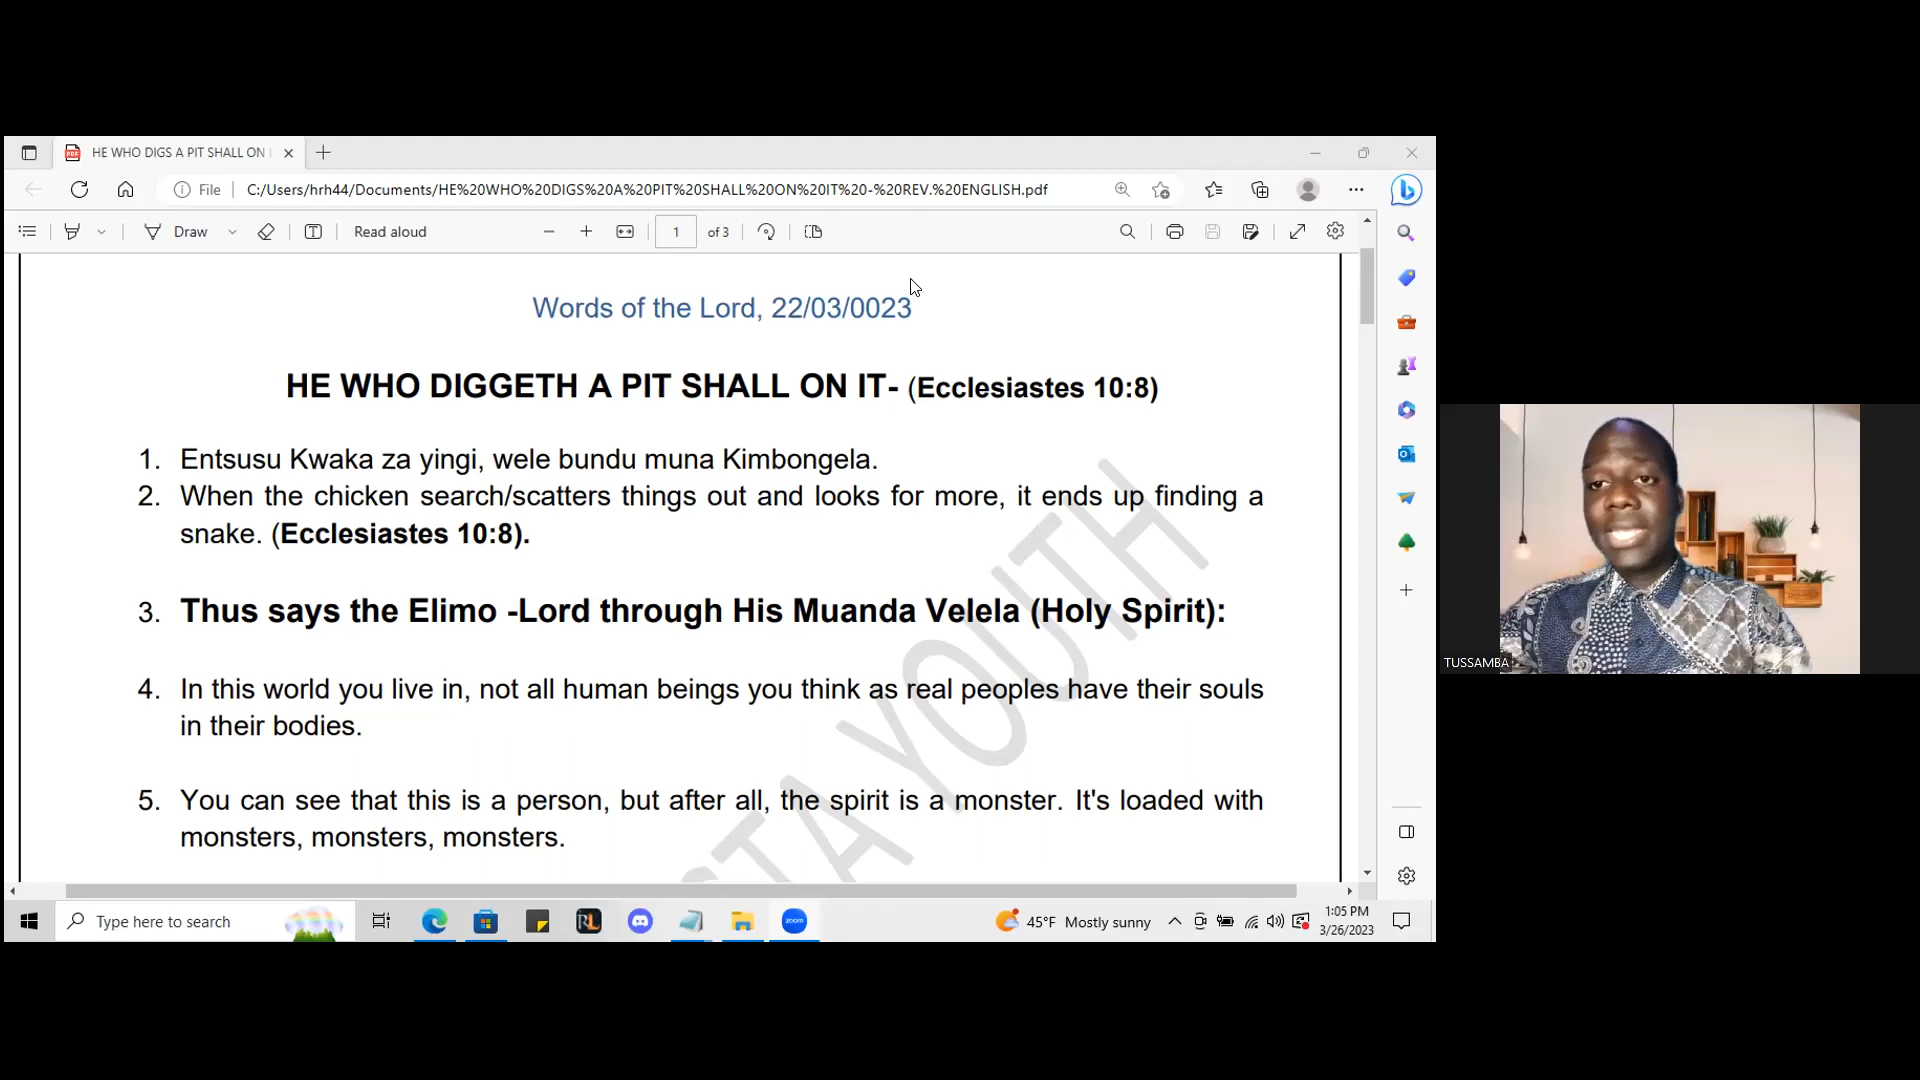 HE WHO DIGS A PIT SHALL ON
File
C:/Users/hrh44/Documents/HE%20WHO%20DIGS%20A%20PIT%20SHALL%20ON%20IT%20-%20REV.%20ENGLISH.pdf
Draw
Read aloud
1 of 3
Words of the Lord, 22/03/0023
HE WHO DIGGETH A PIT SHALL ON IT- (Ecclesiastes 10:8)
1. Entsusu Kwaka za yingi, wele bundu muna Kimbongela.
2. When the chicken search/scatters things out and looks for more, it ends up finding a
snake. (Ecclesiastes 10:8).
3. Thus says the Elimo -Lord through His Muanda Velela (Holy Spirit):
4. In this world you live in, not all human beings you think as real peoples have their souls
in their bodies.
5. You can see that this is a person, but after all, the spirit is a monster. It's loaded with
monsters, monsters, monsters.
TA YOUTH
TUSSAMBA
Type here to search
RL
zoom
45°F Mostly sunny
1:05 PM
3/26/2023